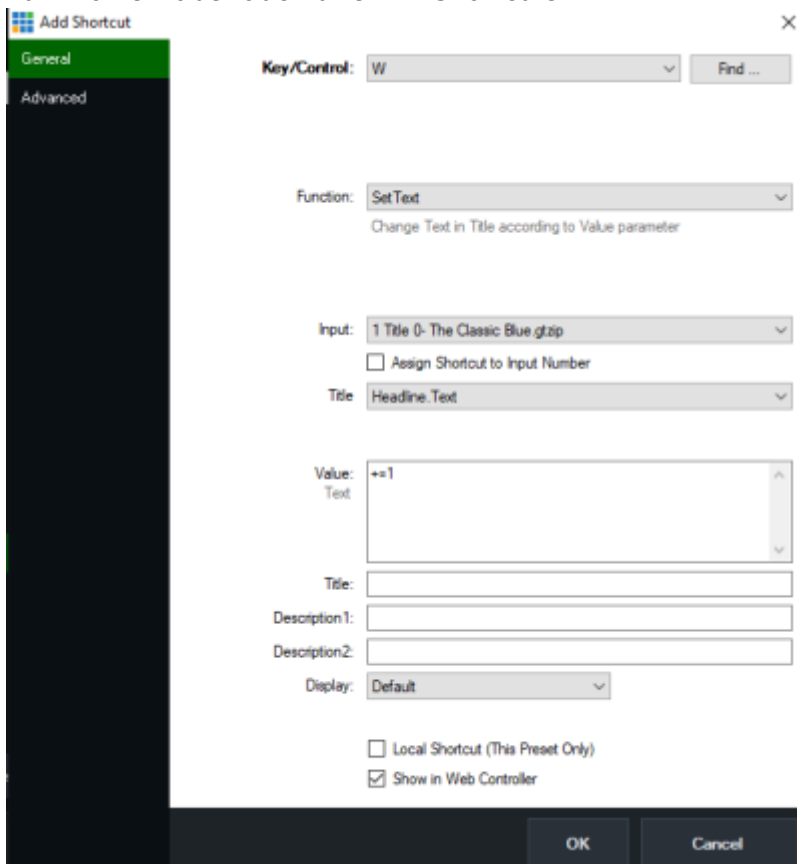 Add Shortcut
General
Advanced
Key/Control: W Find ...
Function: SetText
Change Text in Title according to Value parameter
Input: 1 Title 0- The Classic Blue.gtzip
Assign Shortcut to Input Number
Title Headline.Text
Value: +=1
Text
Title:
Description1:
Description2:
Display: Default
Local Shortcut (This Preset Only)
Show in Web Controller
OK Cancel